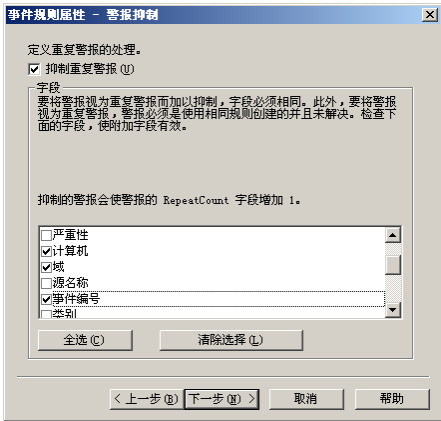 事件规则属性 - 警报抑制
定义重复警报的处理。
抑制重复警报(U)
字段
要将警报视为重复警报而加以抑制，字段必须相同。此外，要将警报
视为重复警报，警报必须是使用相同规则创建的并且未解决。检查下
面的字段，使附加字段有效。
抑制的警报会使警报的 RepeatCount 字段增加 1。
严重性
计算机
域
源名称
事件编号
类别
全选(C)
清除选择(L)
< 上一步(B)
下一步(N) >
取消
帮助